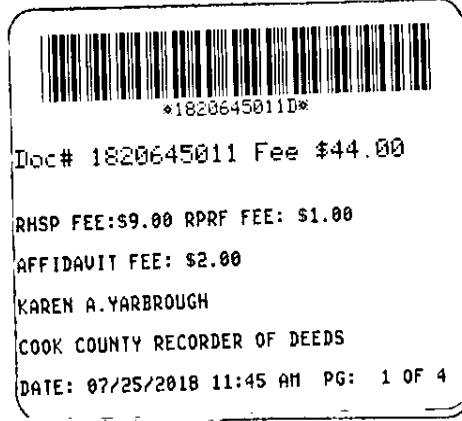 *1820645011D*
Doc# 1820645011 Fee $44.00
RHSP FEE:$9.00 RPRF FEE: $1.00
AFFIDAVIT FEE: $2.00
KAREN A.YARBROUGH
COOK COUNTY RECORDER OF DEEDS
DATE: 07/25/2018 11:45 AM PG: 1 OF 4